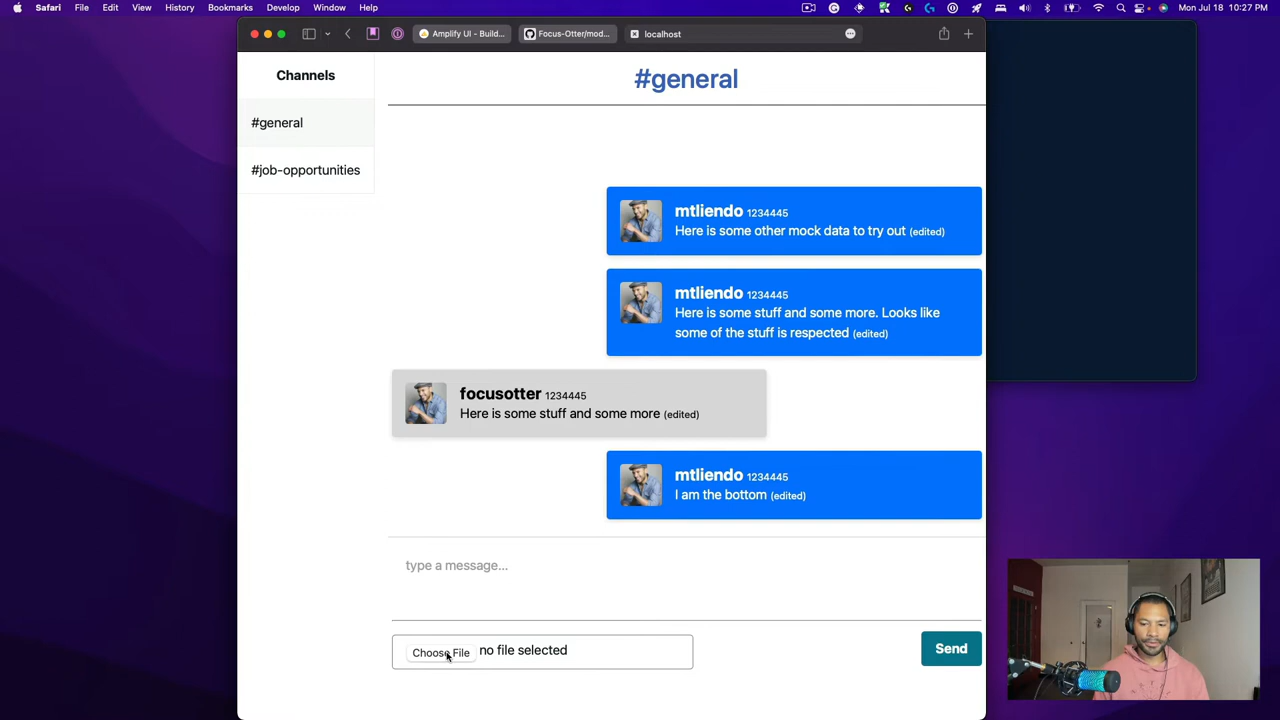 Safari File Edit View History Bookmarks Develop Window Help
Mon Jul 18 10:27 PM
Amplify UI - Build...
Focus-Otter/mod...
localhost
Channels
#general
#general
#job-opportunities
mtliendo 1234445
Here is some other mock data to try out (edited)
mtliendo 1234445
Here is some stuff and some more. Looks like
some of the stuff is respected (edited)
focusotter 1234445
Here is some stuff and some more (edited)
mtliendo 1234445
I am the bottom (edited)
type a message...
Choose File no file selected
Send